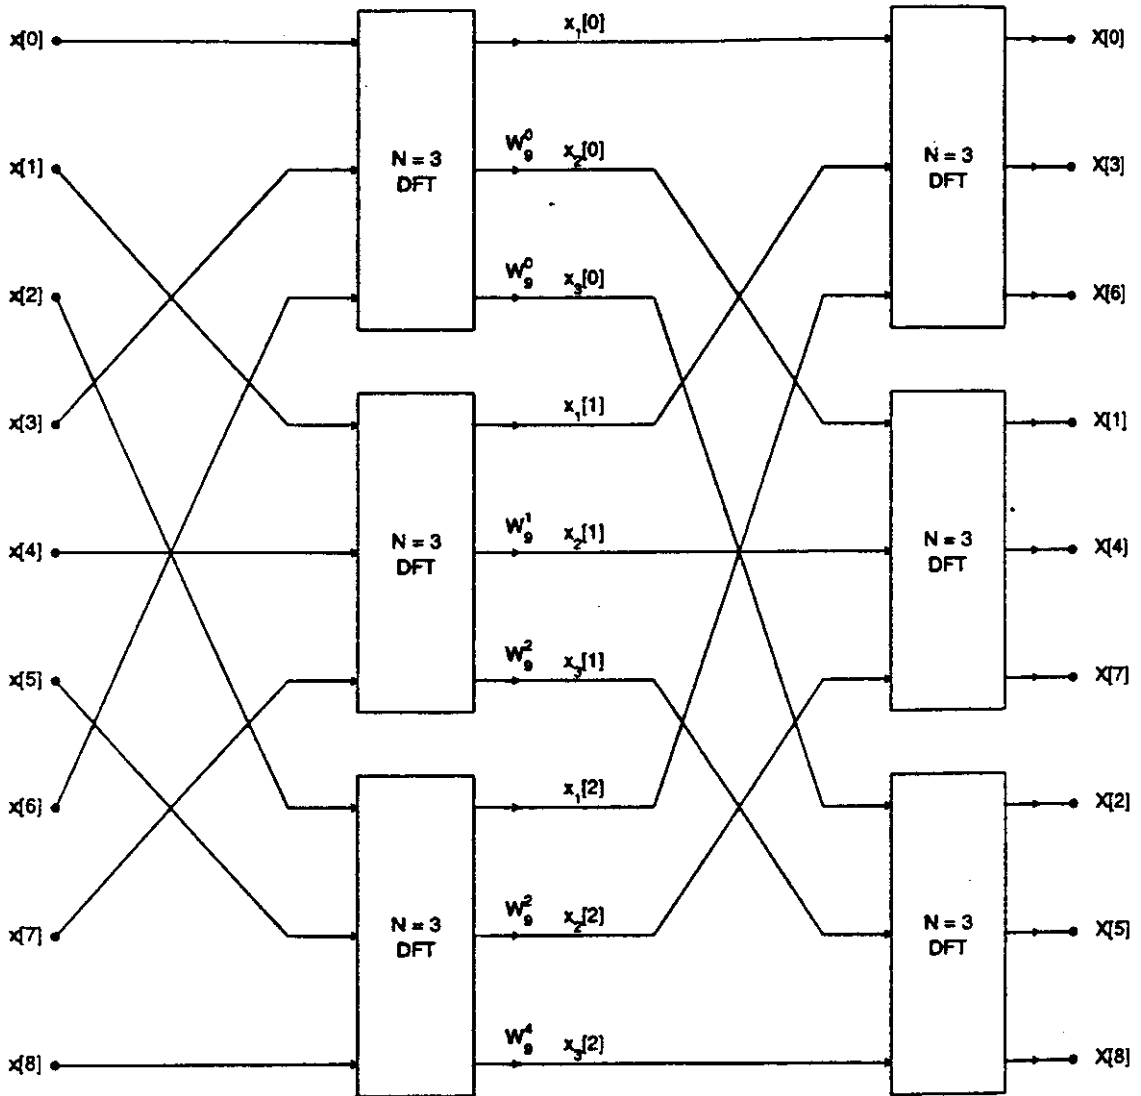 x[0] x₁[0] X[0]
x[1] N = 3 DFT W₉⁰ x₂[0] N = 3 DFT X[3]
x[2] W₉⁰ x₃[0] X[6]
x[3] x₁[1] X[1]
x[4] N = 3 DFT W₉¹ x₂[1] N = 3 DFT X[4]
x[5] W₉² x₃[1] X[7]
x[6] x₁[2] X[2]
x[7] N = 3 DFT W₉² x₂[2] N = 3 DFT X[5]
x[8] W₉⁴ x₃[2] X[8]